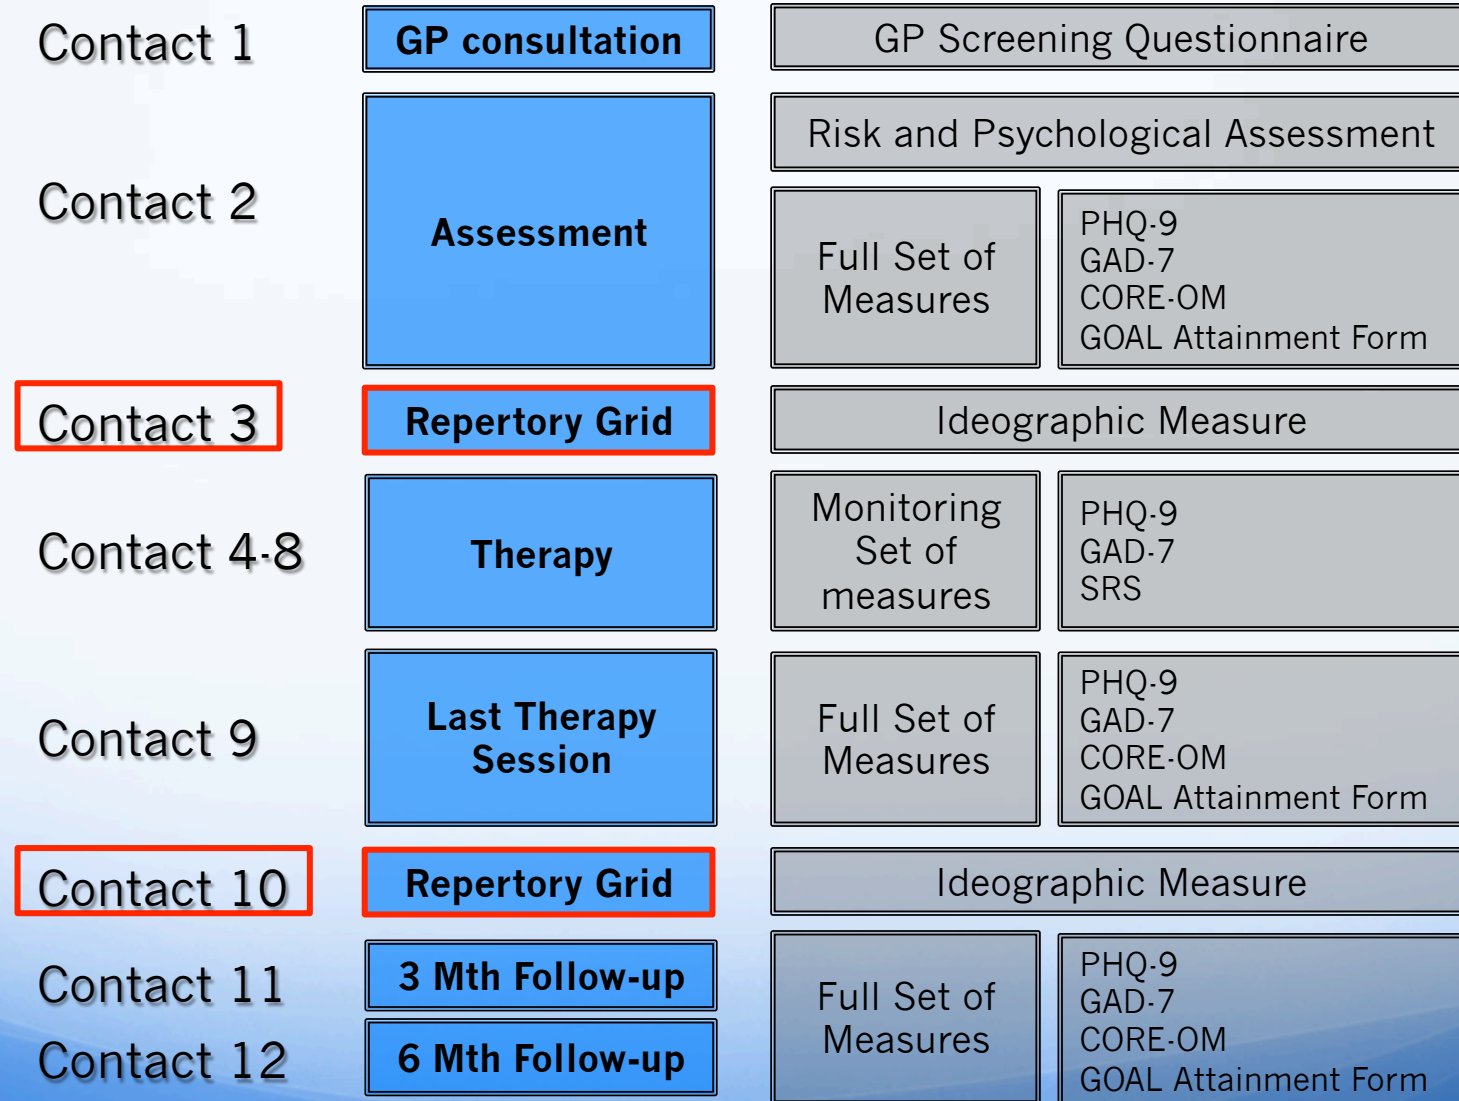 Contact 1
GP consultation
GP Screening Questionnaire
Contact 2
Assessment
Risk and Psychological Assessment
Full Set of
Measures
PHQ-9
GAD-7
CORE-OM
GOAL Attainment Form
Contact 3
Repertory Grid
Ideographic Measure
Contact 4-8
Therapy
Monitoring
Set of
measures
PHQ-9
GAD-7
SRS
Contact 9
Last Therapy
Session
Full Set of
Measures
PHQ-9
GAD-7
CORE-OM
GOAL Attainment Form
Contact 10
Repertory Grid
Ideographic Measure
Contact 11
3 Mth Follow-up
Contact 12
6 Mth Follow-up
Full Set of
Measures
PHQ-9
GAD-7
CORE-OM
GOAL Attainment Form